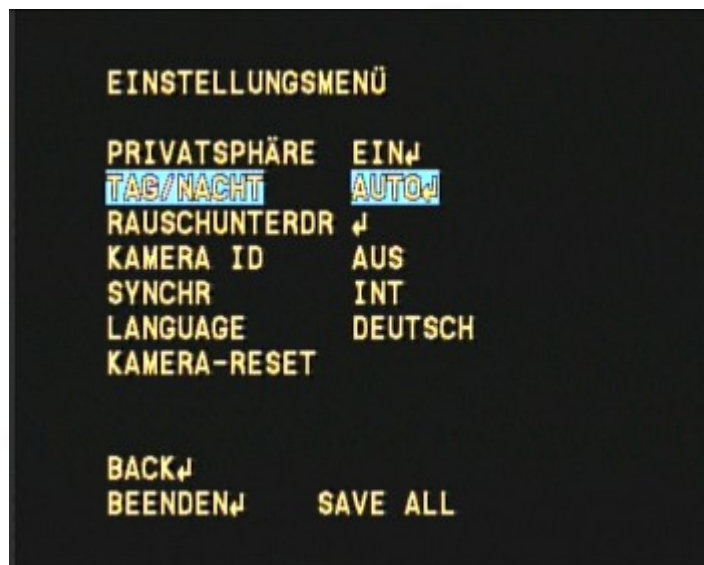 EINSTELLUNGSMENÜ
PRIVATSPHÄRE EIN↲
TAG/NACHT AUTO↲
RAUSCHUNTERDR ↲
KAMERA ID AUS
SYNCHR INT
LANGUAGE DEUTSCH
KAMERA-RESET
BACK↲
BEENDEN↲ SAVE ALL